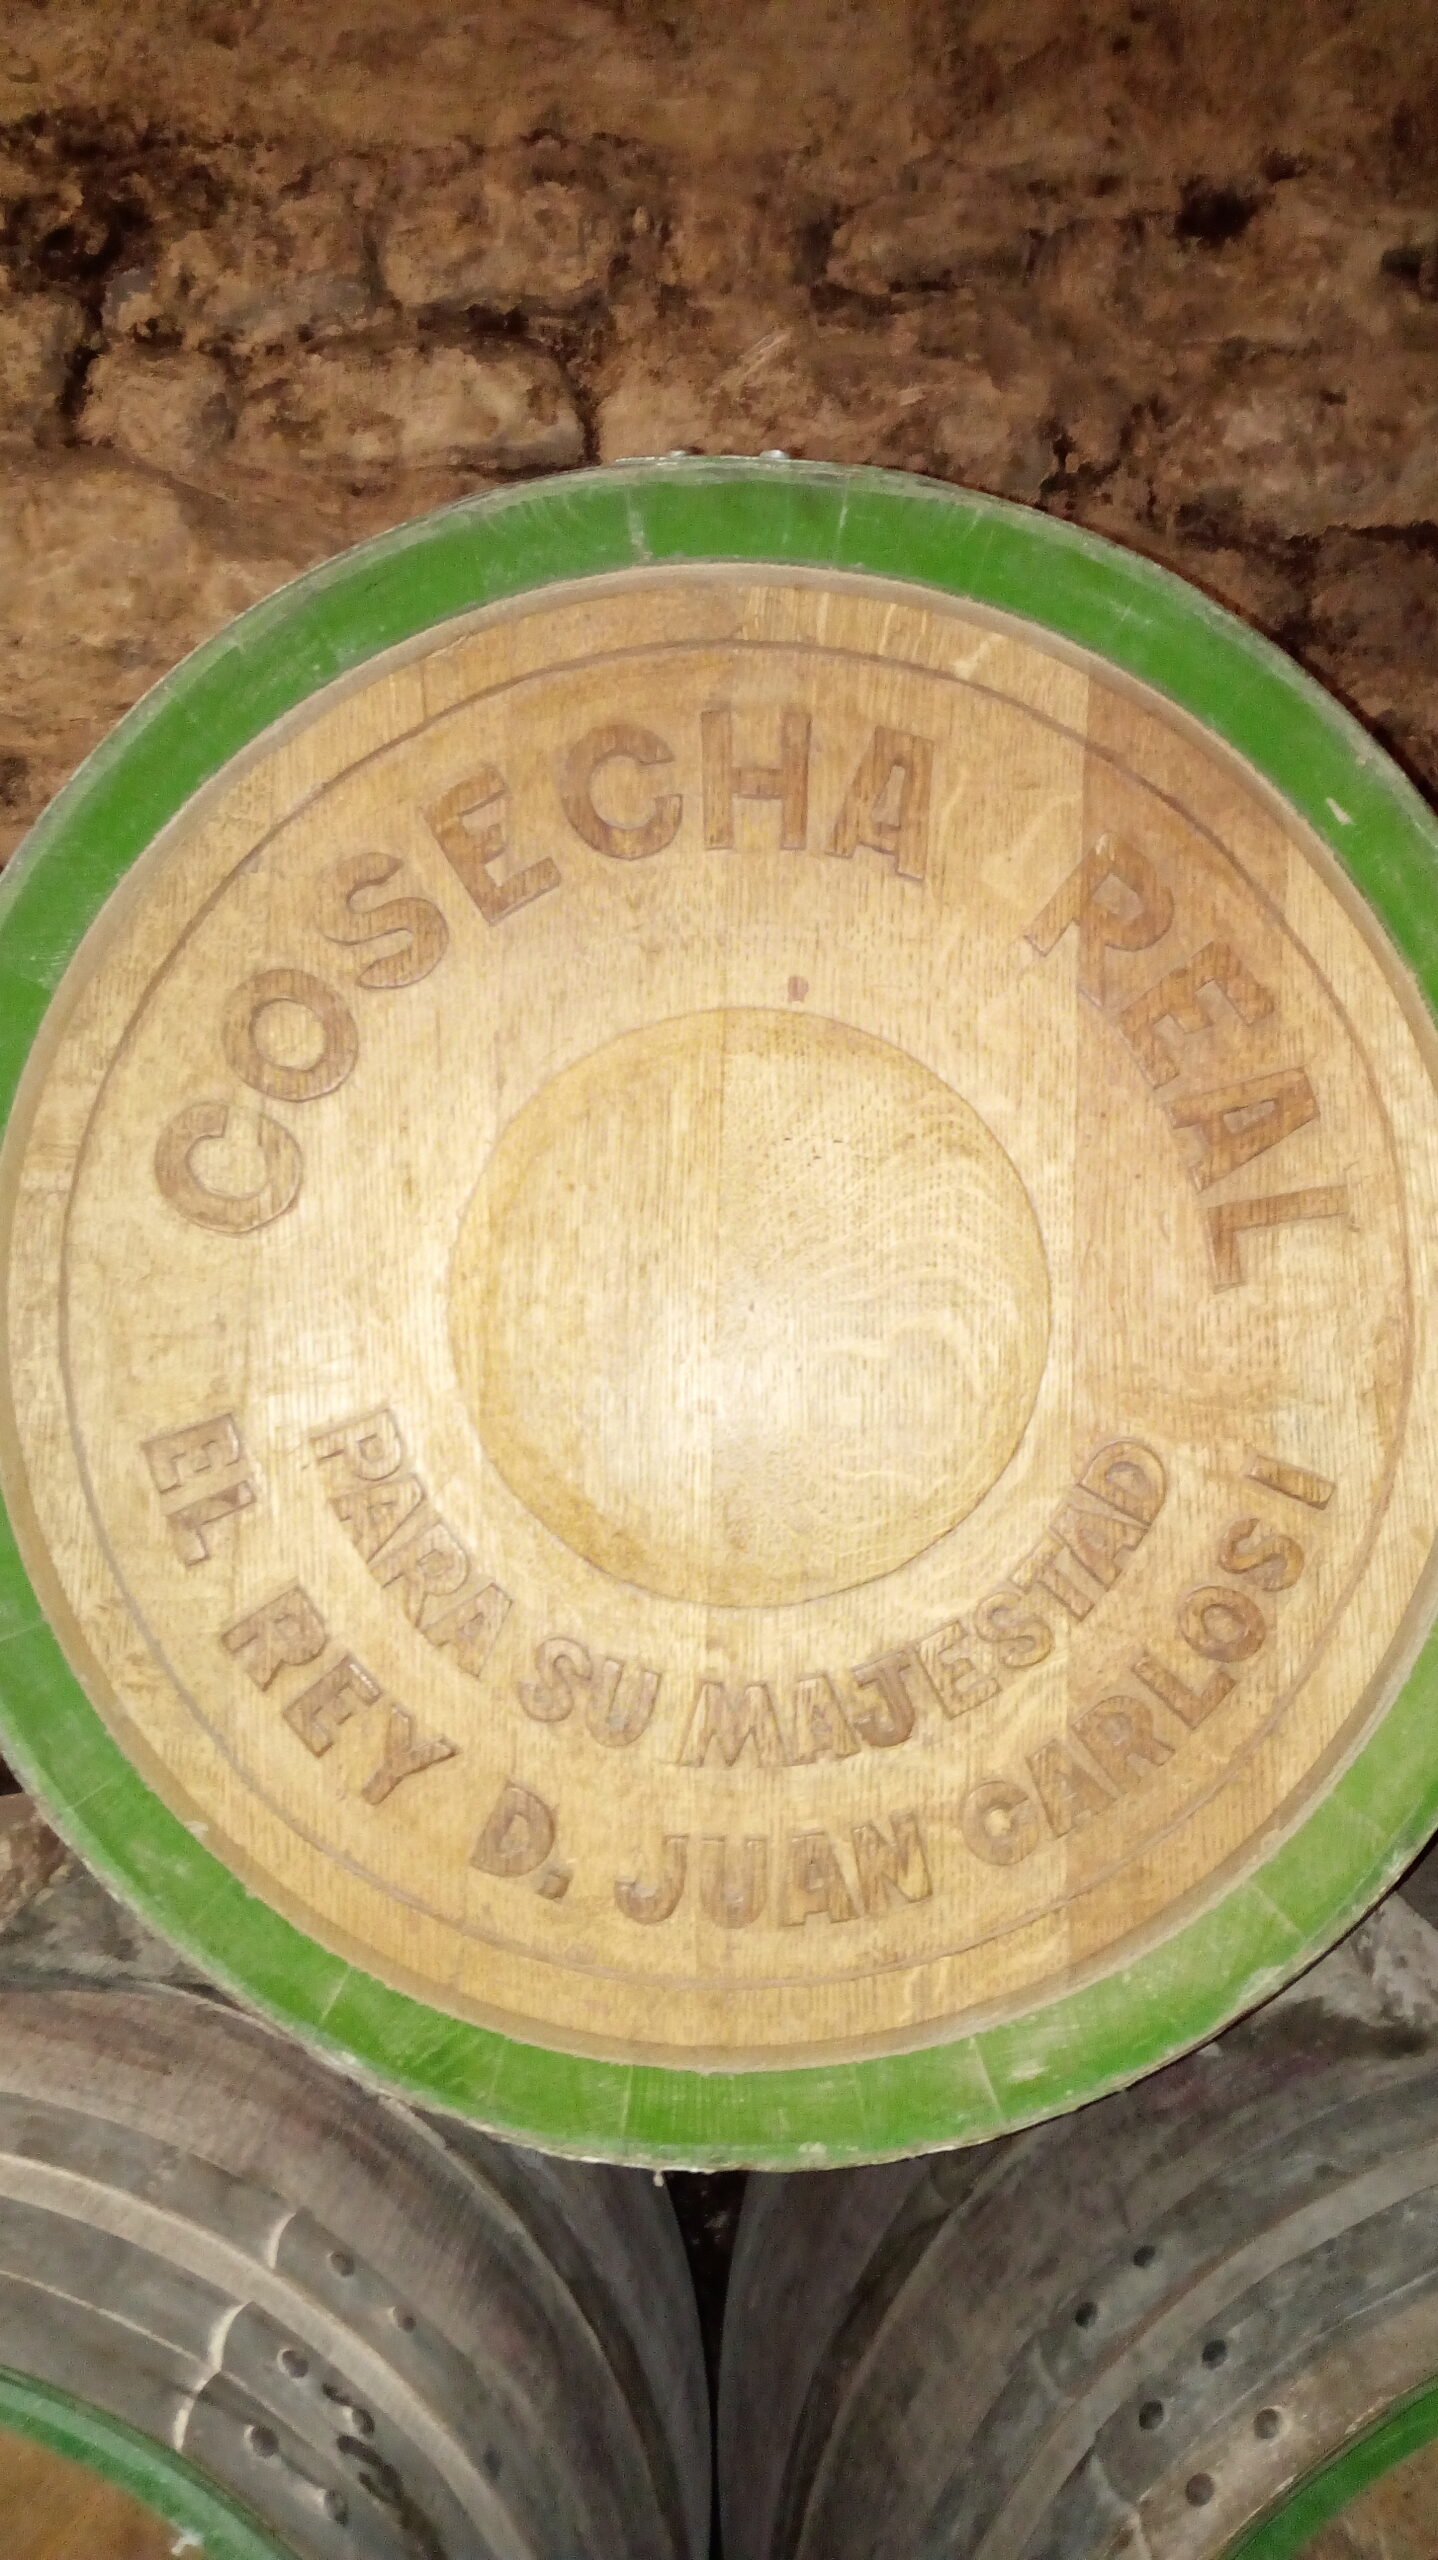 COSECHA REAL
PARA SU MAJESTAD
EL REY D. JUAN CARLOS I